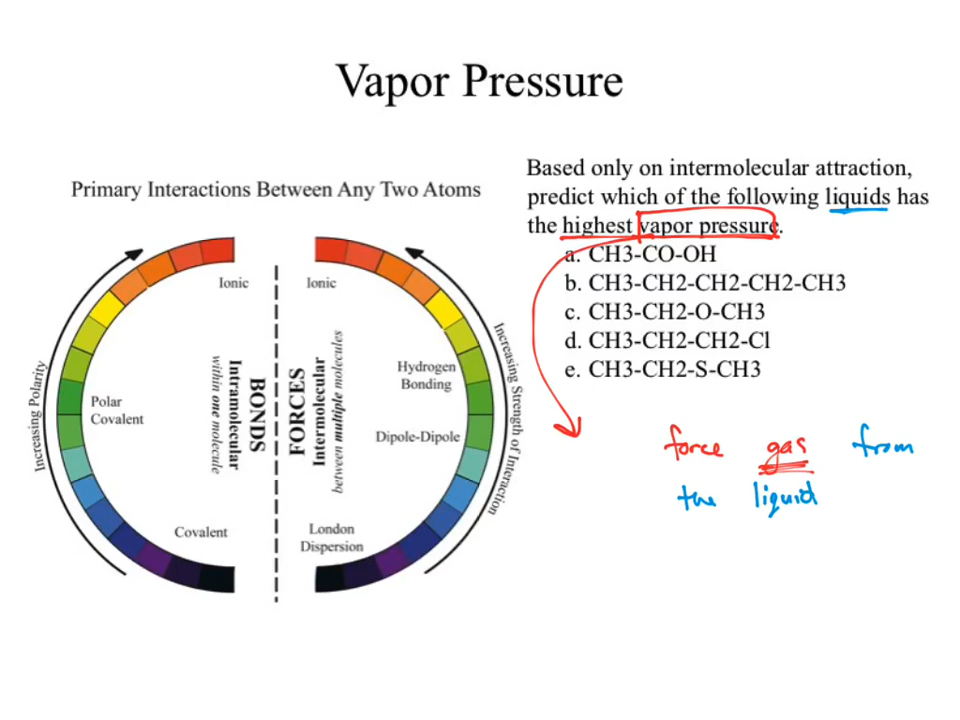 Vapor Pressure
Primary Interactions Between Any Two Atoms
Ionic
Ionic
Increasing Polarity
Polar
Covalent
Covalent
BONDS
Intramolecular
within one molecule
FORCES
Intermolecular
between multiple molecules
Hydrogen
Bonding
Dipole-Dipole
London
Dispersion
Increasing Strength of Interaction
Based only on intermolecular attraction,
predict which of the following liquids has
the highest vapor pressure.
a. CH3-CO-OH
b. CH3-CH2-CH2-CH2-CH3
c. CH3-CH2-O-CH3
d. CH3-CH2-CH2-Cl
e. CH3-CH2-S-CH3
force gas from
the liquid